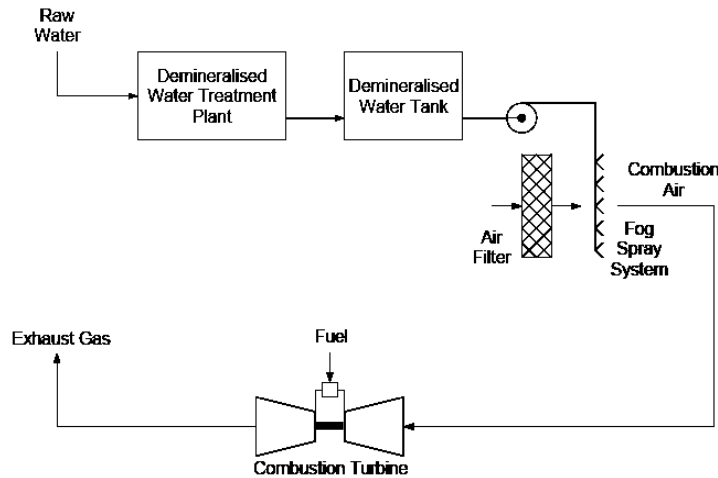 Raw
Water
Demineralised
Water Treatment
Plant
Demineralised
Water Tank
Combustion
Air
Air
Filter
Fog
Spray
System
Exhaust Gas
Fuel
Combustion Turbine